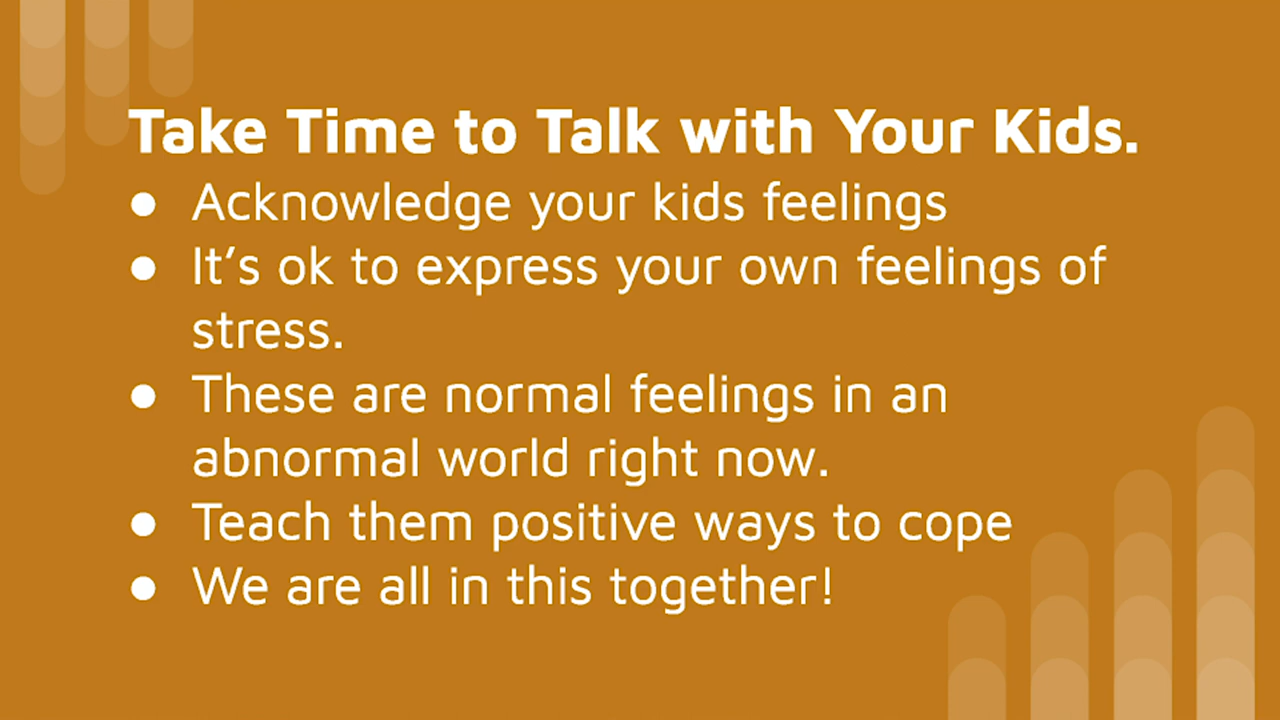 Take Time to Talk with Your Kids.
● Acknowledge your kids feelings
● It’s ok to express your own feelings of
stress.
● These are normal feelings in an
abnormal world right now.
● Teach them positive ways to cope
● We are all in this together!